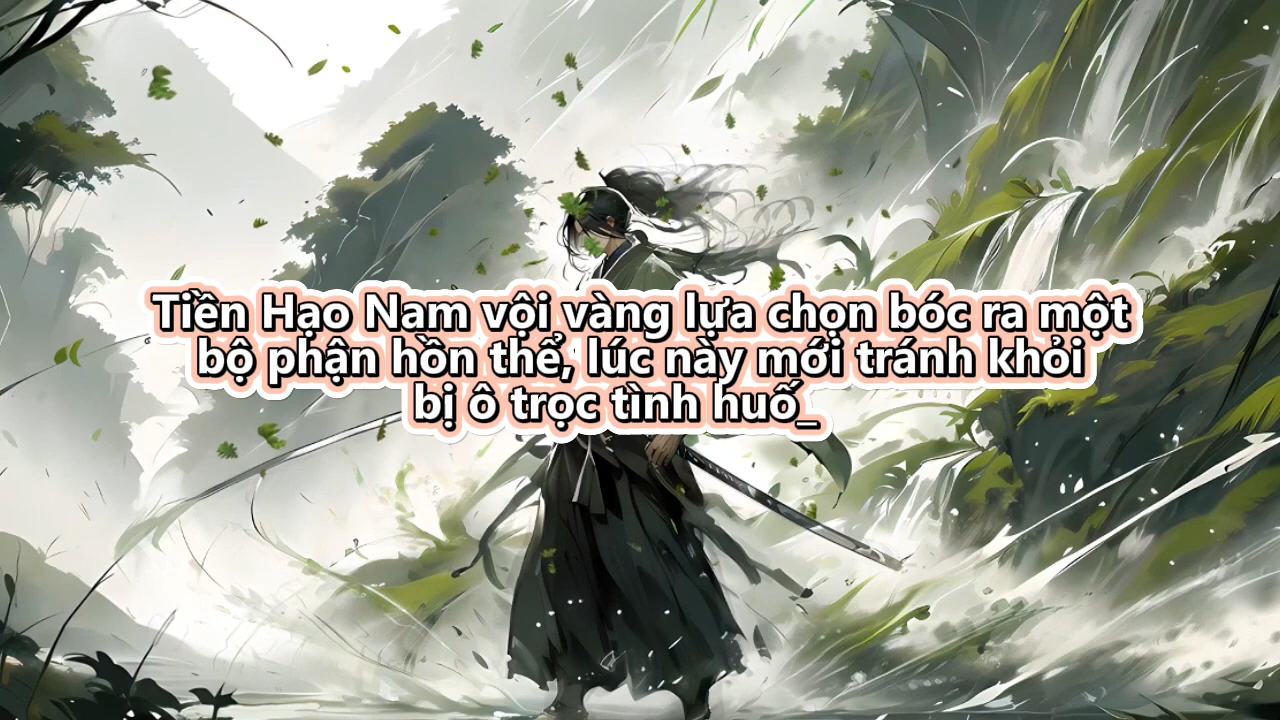 Tiền Hạo Nam vội vàng lựa chọn bóc ra một
bộ phận hồn thể, lúc này mới tránh khỏi
bị ô trọc tình huố_